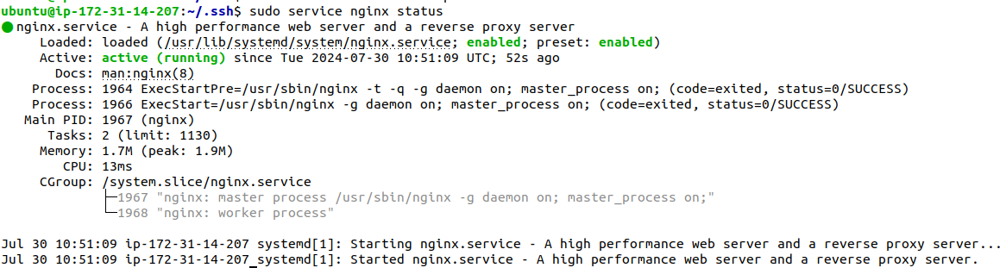 ubuntu@ip-172-31-14-207:~/.ssh$ sudo service nginx status
● nginx.service - A high performance web server and a reverse proxy server
     Loaded: loaded (/usr/lib/systemd/system/nginx.service; enabled; preset: enabled)
     Active: active (running) since Tue 2024-07-30 10:51:09 UTC; 52s ago
       Docs: man:nginx(8)
    Process: 1964 ExecStartPre=/usr/sbin/nginx -t -q -g daemon on; master_process on; (code=exited, status=0/SUCCESS)
    Process: 1966 ExecStart=/usr/sbin/nginx -g daemon on; master_process on; (code=exited, status=0/SUCCESS)
   Main PID: 1967 (nginx)
      Tasks: 2 (limit: 1130)
     Memory: 1.7M (peak: 1.9M)
        CPU: 13ms
     CGroup: /system.slice/nginx.service
             ├─1967 "nginx: master process /usr/sbin/nginx -g daemon on; master_process on;"
             └─1968 "nginx: worker process"

Jul 30 10:51:09 ip-172-31-14-207 systemd[1]: Starting nginx.service - A high performance web server and a reverse proxy server...
Jul 30 10:51:09 ip-172-31-14-207 systemd[1]: Started nginx.service - A high performance web server and a reverse proxy server.